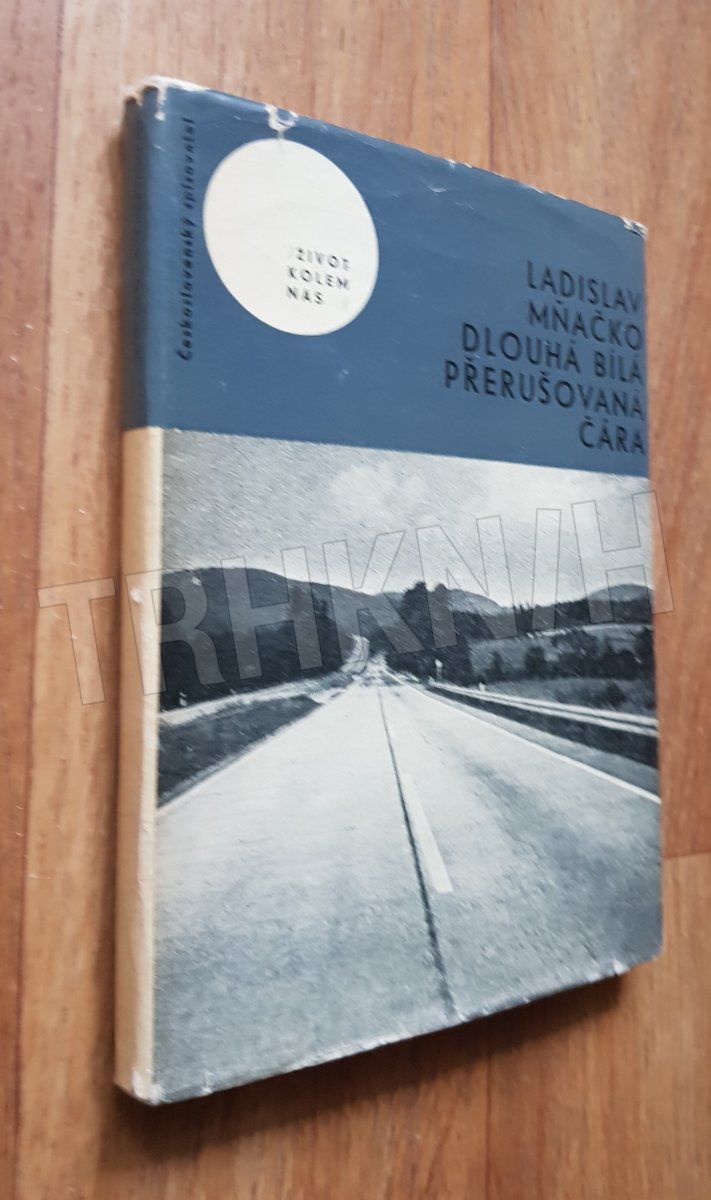 Československý spisovatel
/ŽIVOT
KOLEM
NÁS /
LADISLAV
MŇAČKO
DLOUHÁ BÍLÁ
PŘERUŠOVANÁ
ČÁRA
TRHKNIH